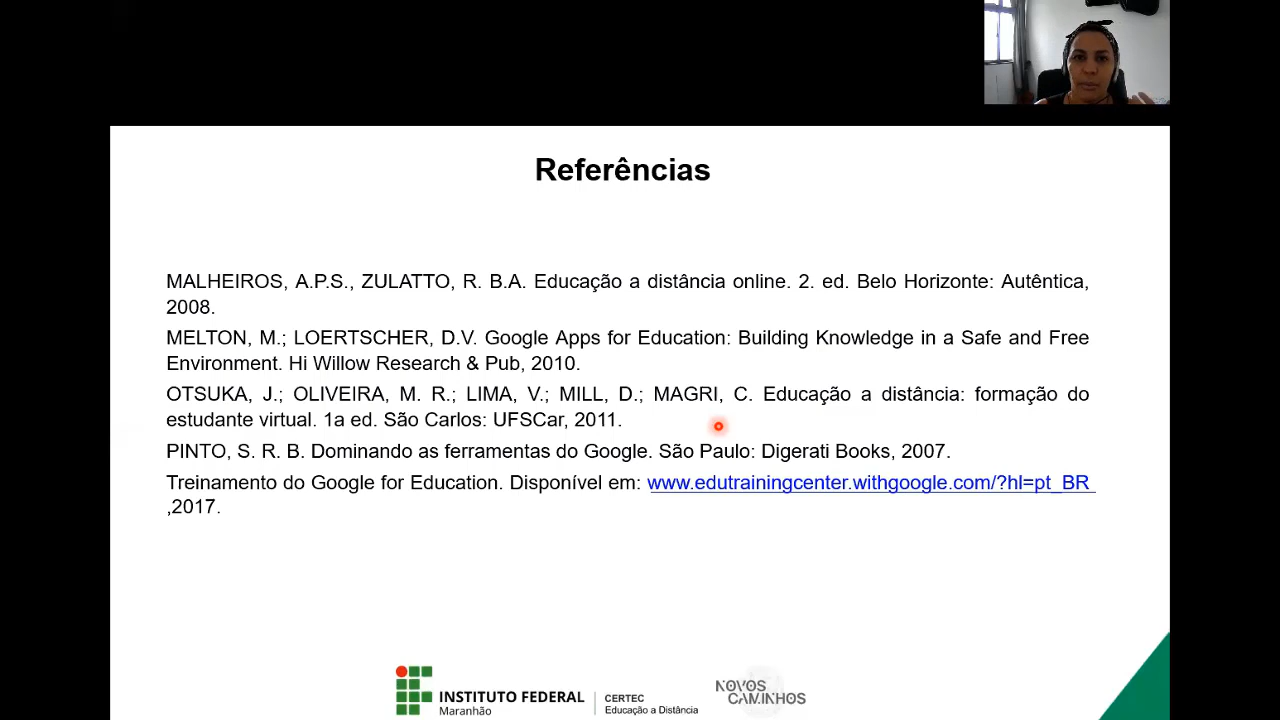 Referências
MALHEIROS, A.P.S., ZULATTO, R. B.A. Educação a distância online. 2. ed. Belo Horizonte: Autêntica,
2008.
MELTON, M.; LOERTSCHER, D.V. Google Apps for Education: Building Knowledge in a Safe and Free
Environment. Hi Willow Research & Pub, 2010.
OTSUKA, J.; OLIVEIRA, M. R.; LIMA, V.; MILL, D.; MAGRI, C. Educação a distância: formação do
estudante virtual. 1a ed. São Carlos: UFSCar, 2011.
PINTO, S. R. B. Dominando as ferramentas do Google. São Paulo: Digerati Books, 2007.
Treinamento do Google for Education. Disponível em: www.edutrainingcenter.withgoogle.com/?hl=pt_BR
,2017.
INSTITUTO FEDERAL
Maranhão
CERTEC
Educação a Distância
NOVOS
CAMINHOS